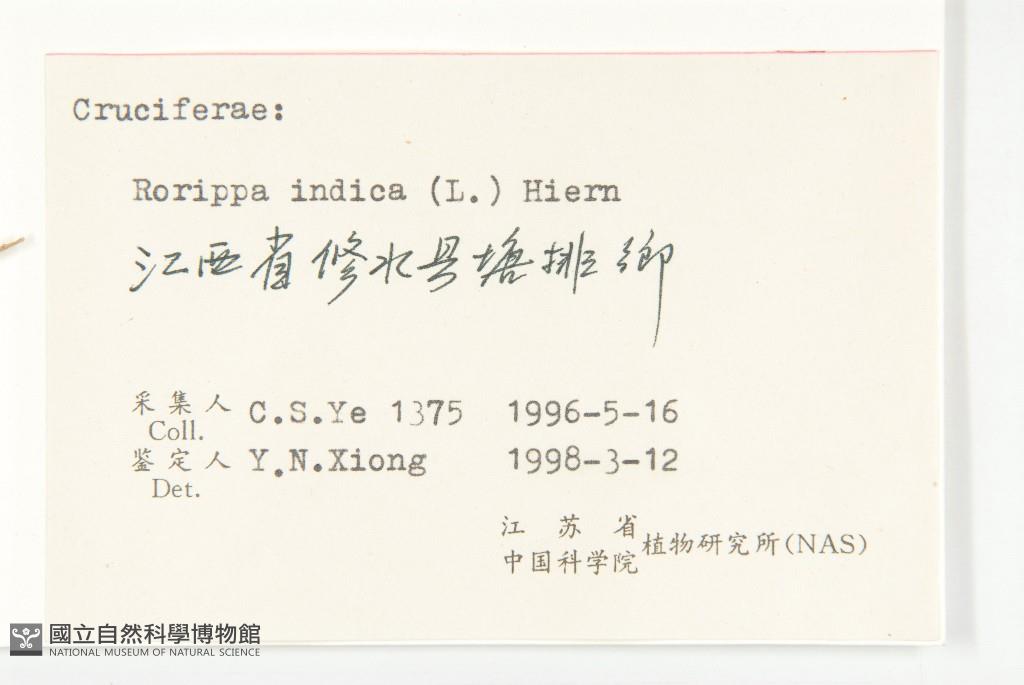 Cruciferae:
Rorippa indica (L.) Hiern
江西省修水县塘排鄉
采集人 C.S.Ye 1375 1996-5-16
Coll.
鉴定人 Y.N.Xiong 1998-3-12
Det.
江苏省
中国科学院 植物研究所(NAS)
國立自然科學博物館
NATIONAL MUSEUM OF NATURAL SCIENCE